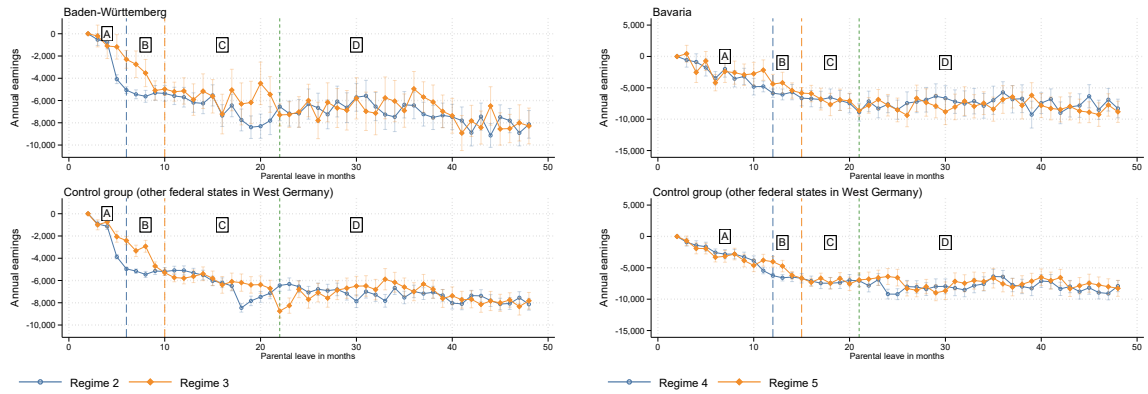 Baden-Württemberg
Annual earnings
0
-2,000
-4,000
-6,000
-8,000
-10,000
A
B
C
D
0 10 20 30 40 50
Parental leave in months
Control group (other federal states in West Germany)
Annual earnings
0
-2,000
-4,000
-6,000
-8,000
-10,000
A
B
C
D
0 10 20 30 40 50
Parental leave in months
Regime 2 Regime 3
Bavaria
Annual earnings
5,000
0
-5,000
-10,000
-15,000
A
B
C
D
0 10 20 30 40 50
Parental leave in months
Control group (other federal states in West Germany)
Annual earnings
5,000
0
-5,000
-10,000
-15,000
A
B
C
D
0 10 20 30 40 50
Parental leave in months
Regime 4 Regime 5